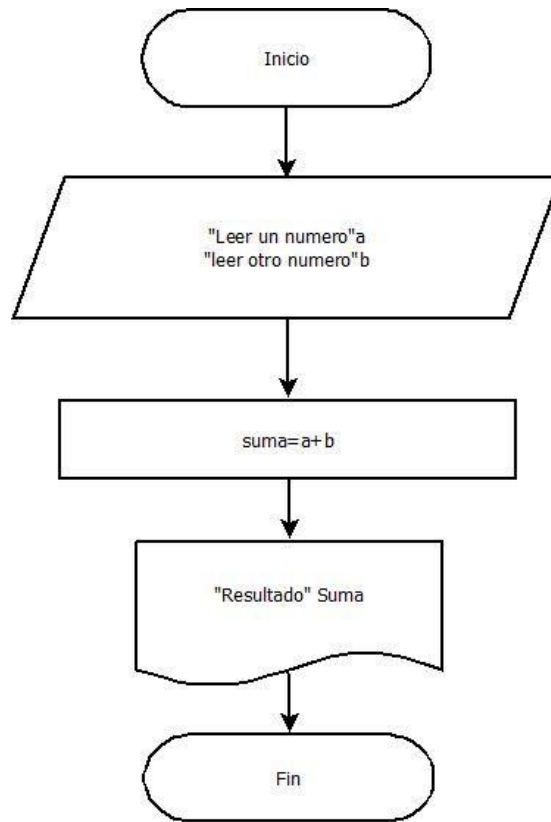 Inicio
"Leer un numero"a
"leer otro numero"b
suma=a+b
"Resultado" Suma
Fin